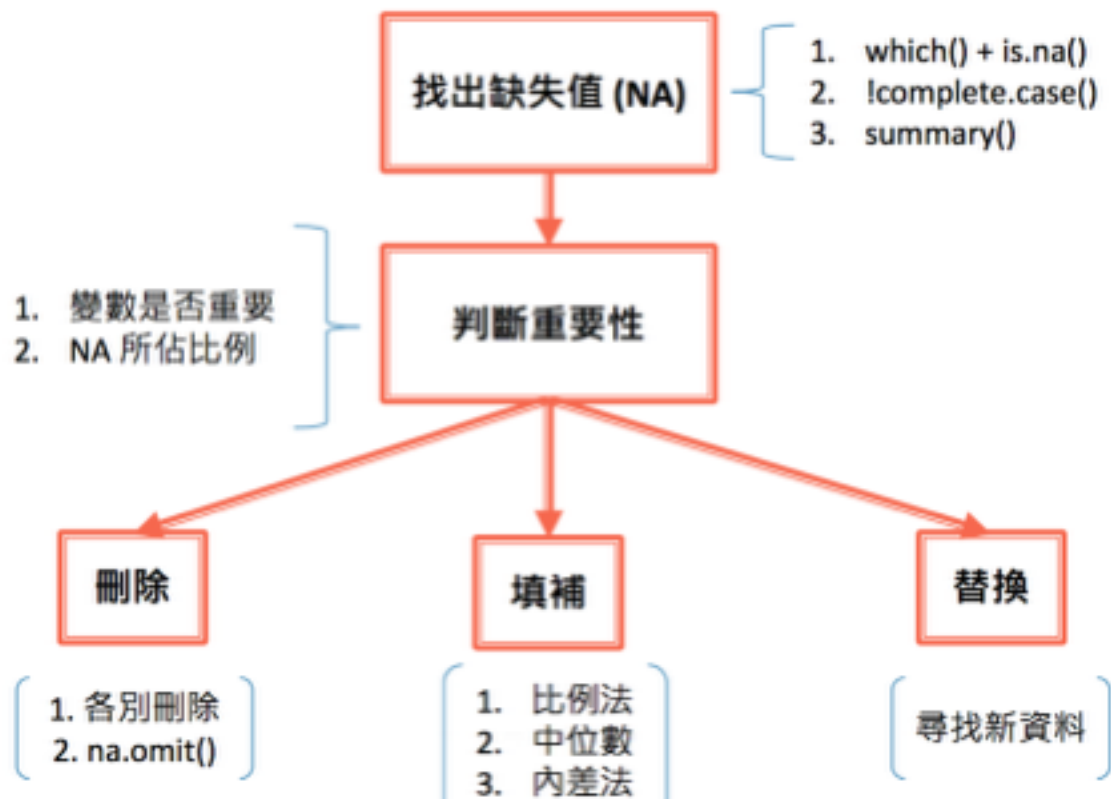 找出缺失值 (NA)
1. which() + is.na()
2. !complete.case()
3. summary()
1. 變數是否重要
2. NA 所佔比例
判斷重要性
刪除
填補
替換
1. 各別刪除
2. na.omit()
1. 比例法
2. 中位數
3. 內差法
尋找新資料